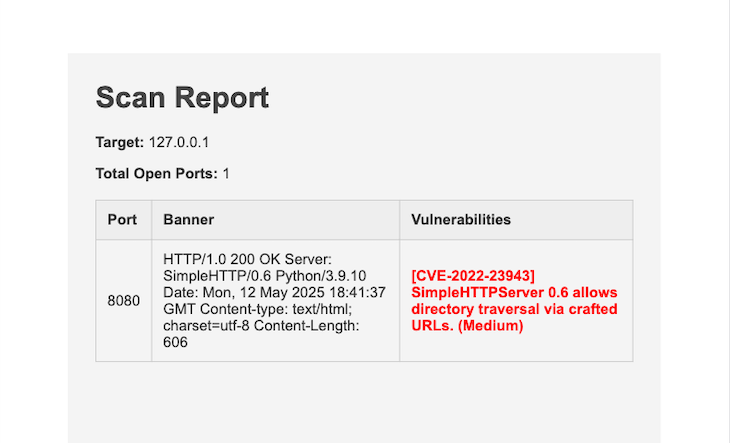 Scan Report
Target: 127.0.0.1
Total Open Ports: 1
Port Banner Vulnerabilities
8080
HTTP/1.0 200 OK Server:
SimpleHTTP/0.6 Python/3.9.10
Date: Mon, 12 May 2025 18:41:37
GMT Content-type: text/html;
charset=utf-8 Content-Length:
606
[CVE-2022-23943]
SimpleHTTPServer 0.6 allows
directory traversal via crafted
URLs. (Medium)